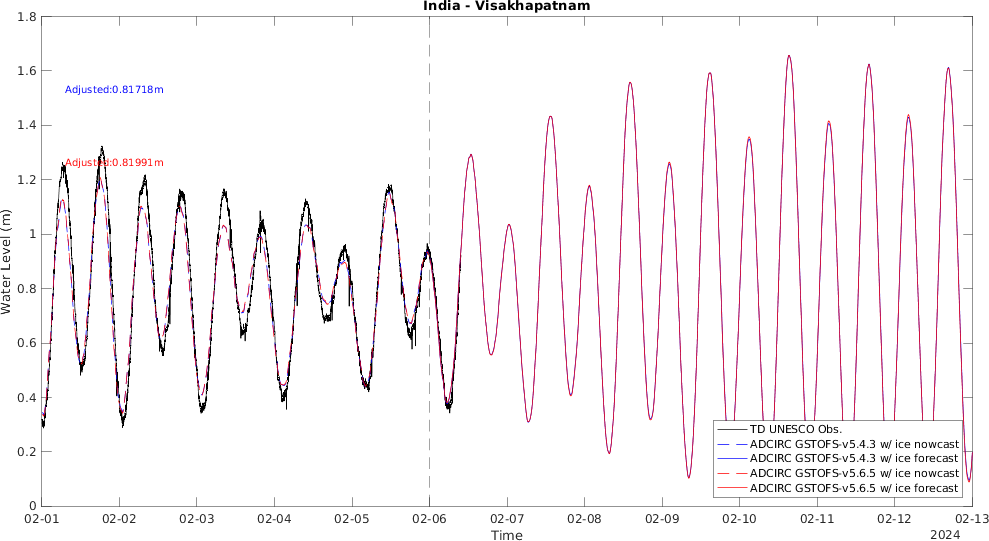 India - Visakhapatnam
1.8
1.6
1.4
1.2
1
0.8
0.6
0.4
0.2
0
Water Level (m)
Adjusted:0.81718m
Adjusted:0.81991m
TD UNESCO Obs.
ADCIRC GSTOFS-v5.4.3 w/ ice nowcast
ADCIRC GSTOFS-v5.4.3 w/ ice forecast
ADCIRC GSTOFS-v5.6.5 w/ ice nowcast
ADCIRC GSTOFS-v5.6.5 w/ ice forecast
02-01 02-02 02-03 02-04 02-05 02-06 02-07 02-08 02-09 02-10 02-11 02-12 02-13
Time
2024